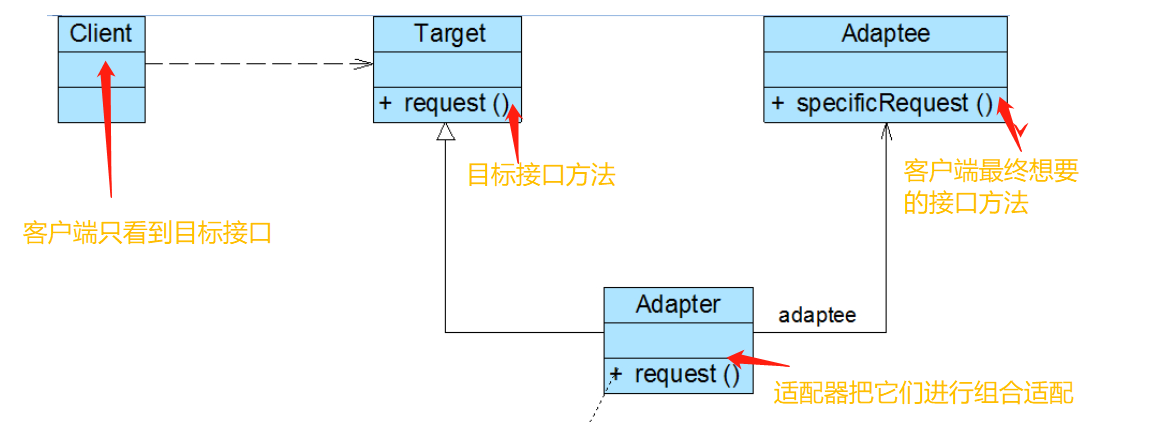 Client
Target
Adaptee
+ request ()
+ specificRequest ()
目标接口方法
客户端最终想要
的接口方法
客户端只看到目标接口
Adapter
adaptee
+ request ()
适配器把它们进行组合适配